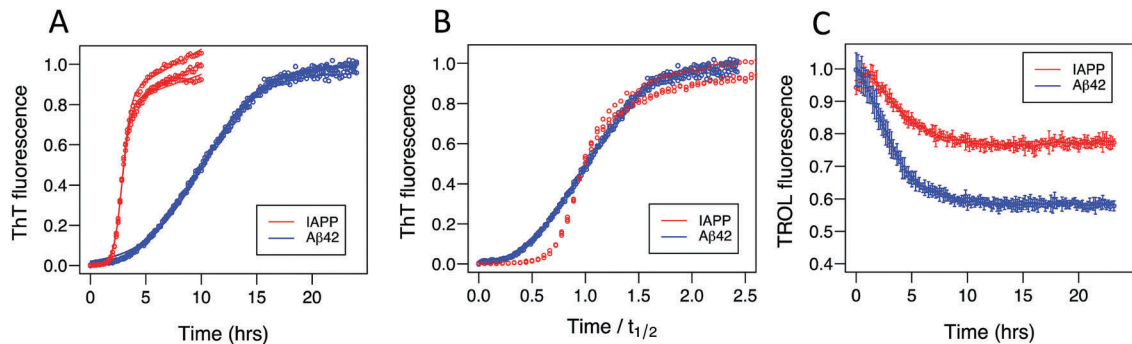 A
ThT fluorescence
1.0
0.8
0.6
0.4
0.2
0.0
IAPP
Aβ42
0 5 10 15 20
Time (hrs)
B
ThT fluorescence
1.0
0.8
0.6
0.4
0.2
0.0
IAPP
Aβ42
0.0 0.5 1.0 1.5 2.0 2.5
Time / t1/2
C
TROL fluorescence
1.0
0.9
0.8
0.7
0.6
0.5
0.4
IAPP
Aβ42
0 5 10 15 20
Time (hrs)